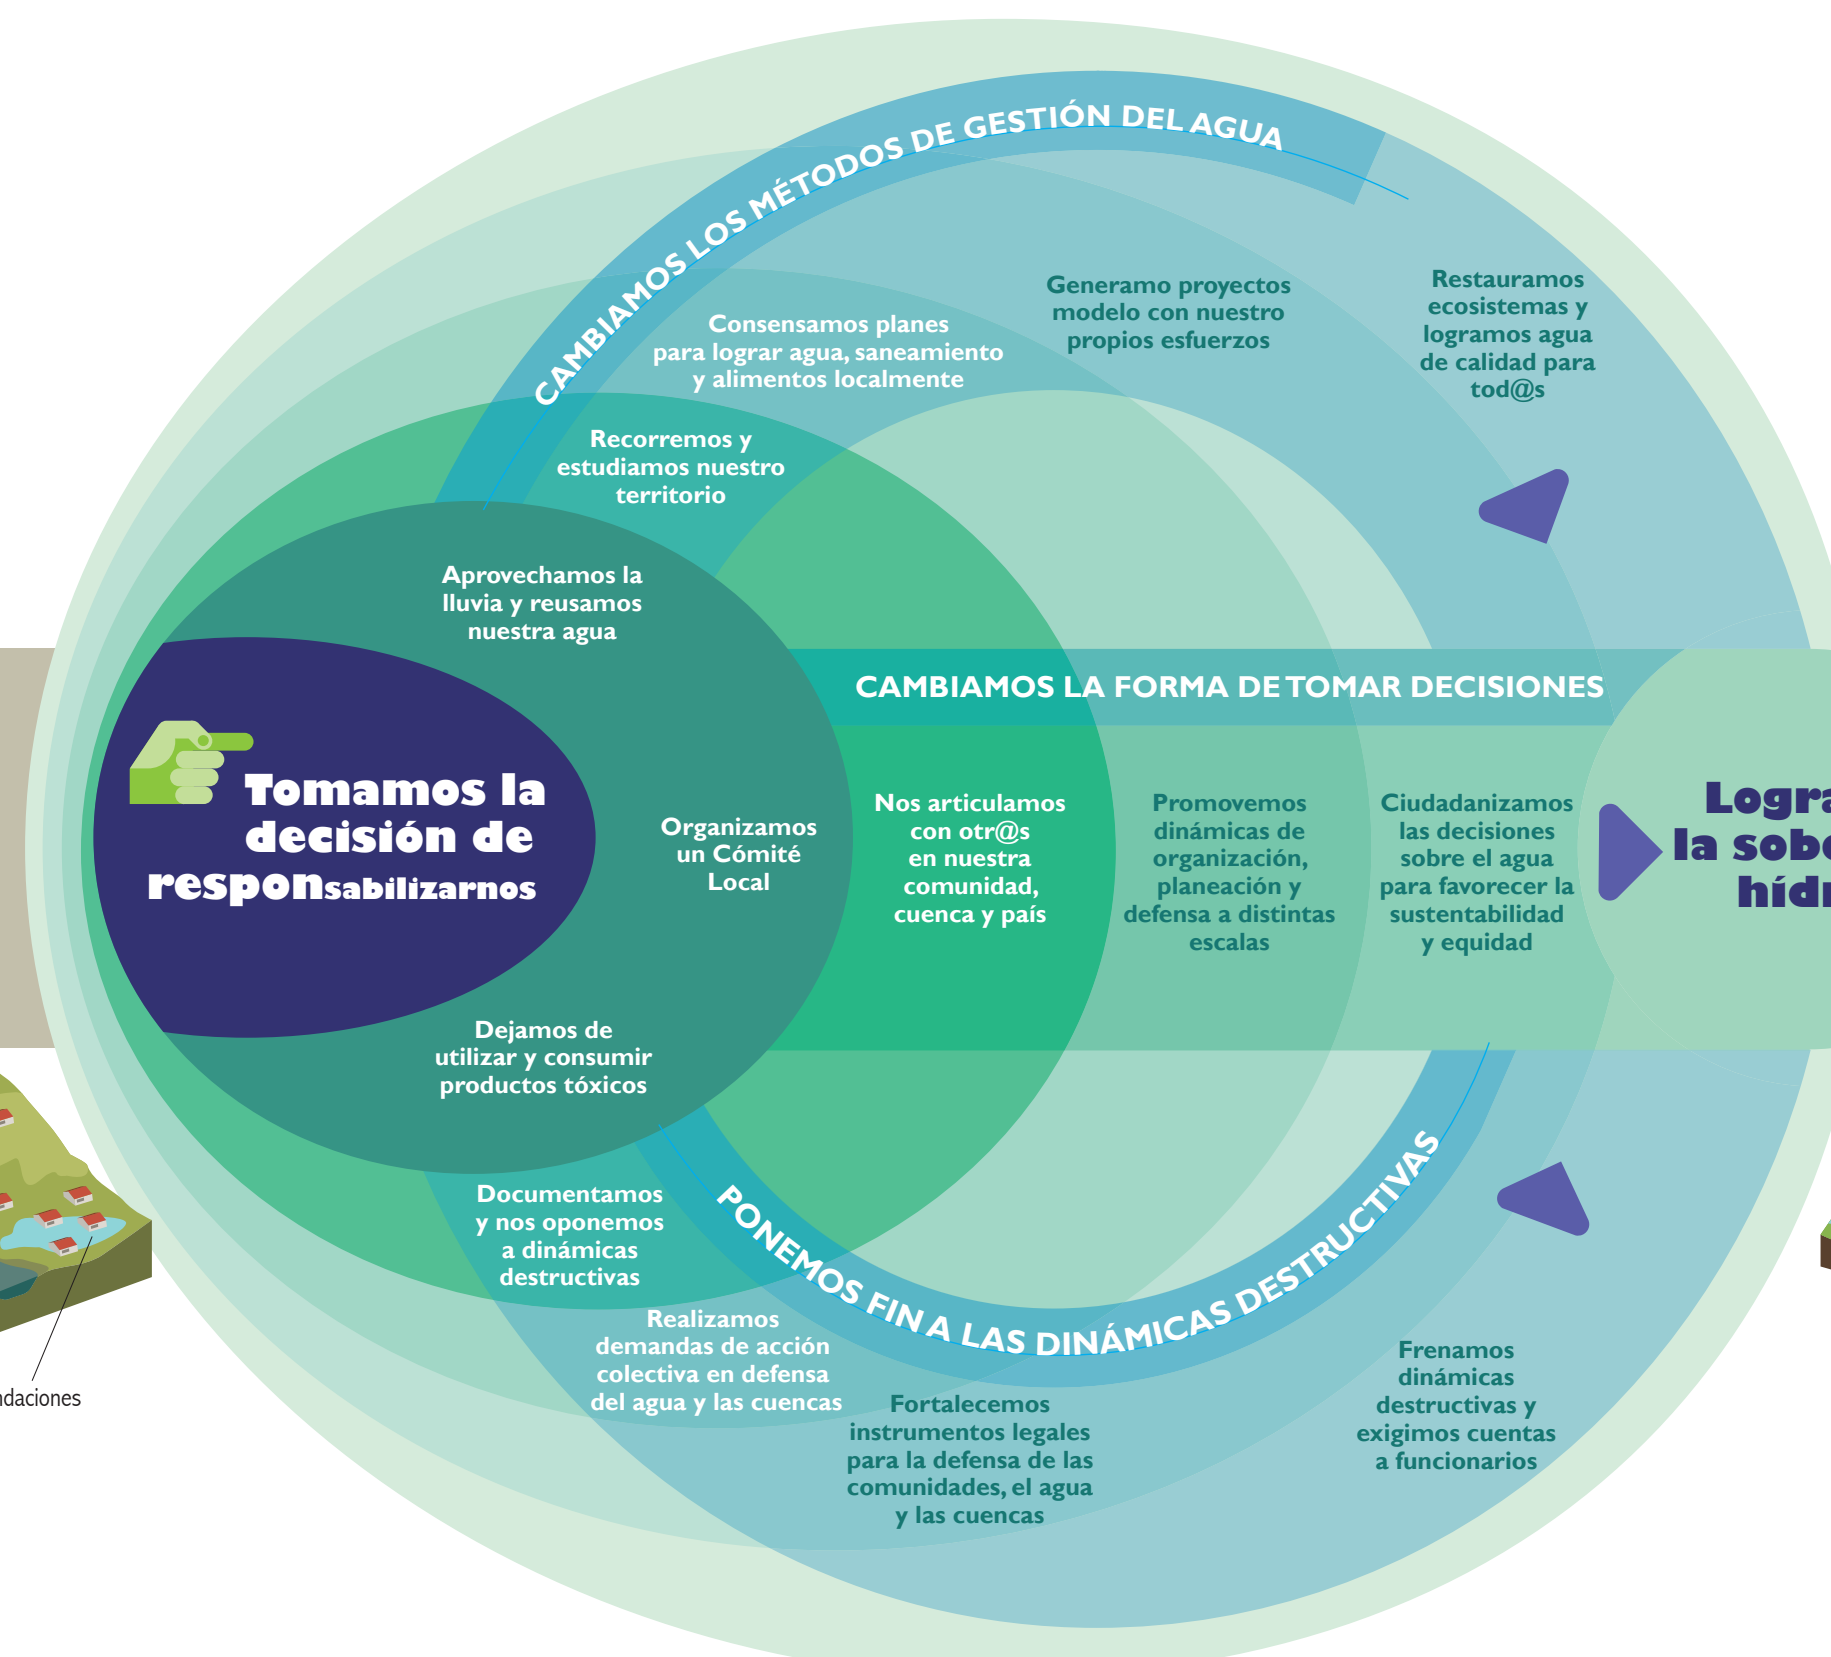 CAMBIAMOS LOS MÉTODOS DE GESTIÓN DEL AGUA
Generamo proyectos
modelo con nuestro
propios esfuerzos
Restauramos
ecosistemas y
logramos agua
de calidad para
tod@s
Consensamos planes
para lograr agua, saneamiento
y alimentos localmente
Recorremos y
estudiamos nuestro
territorio
Aprovechamos la
lluvia y reusamos
nuestra agua
CAMBIAMOS LA FORMA DE TOMAR DECISIONES
Tomamos la
decisión de
responsabilizarnos
Organizamos
un Cómité
Local
Nos articulamos
con otr@s
en nuestra
comunidad,
cuenca y país
Promovemos
dinámicas de
organización,
planeación y
defensa a distintas
escalas
Ciudadanizamos
las decisiones
sobre el agua
para favorecer la
sustentabilidad
y equidad
la
Dejamos de
utilizar y consumir
productos tóxicos
Documentamos
y nos oponemos
a dinámicas
destructivas
PONEMOS FIN A LAS DINÁMICAS DESTRUCTIVAS
Realizamos
demandas de acción
colectiva en defensa
del agua y las cuencas
Fortalecemos
instrumentos legales
para la defensa de las
comunidades, el agua
y las cuencas
Frenamos
dinámicas
destructivas y
exigimos cuentas
a funcionarios